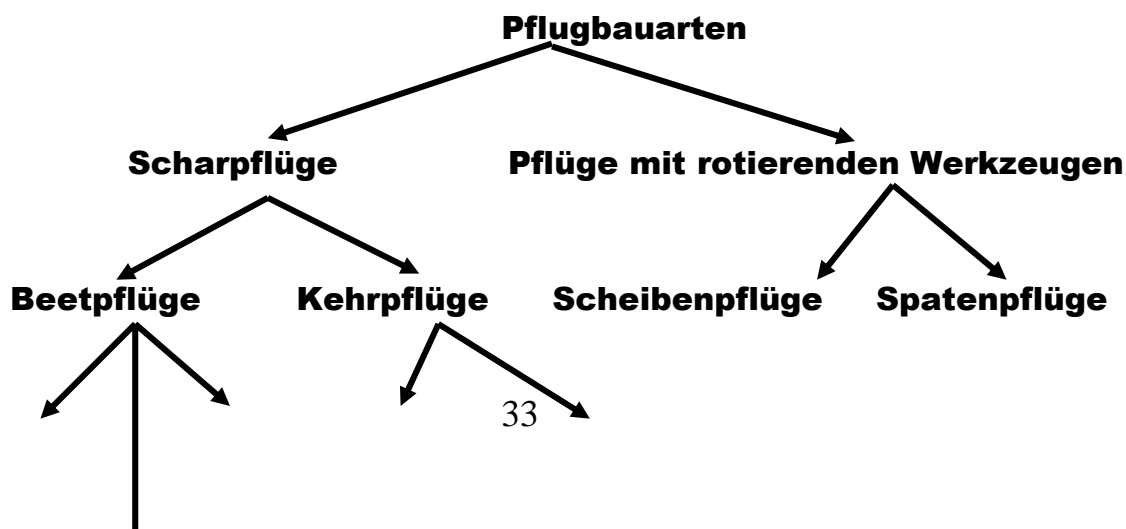 Pflugbauarten
Scharpflüge Pflüge mit rotierenden Werkzeugen
Beetpflüge Kehrpflüge Scheibenpflüge Spatenpflüge
33